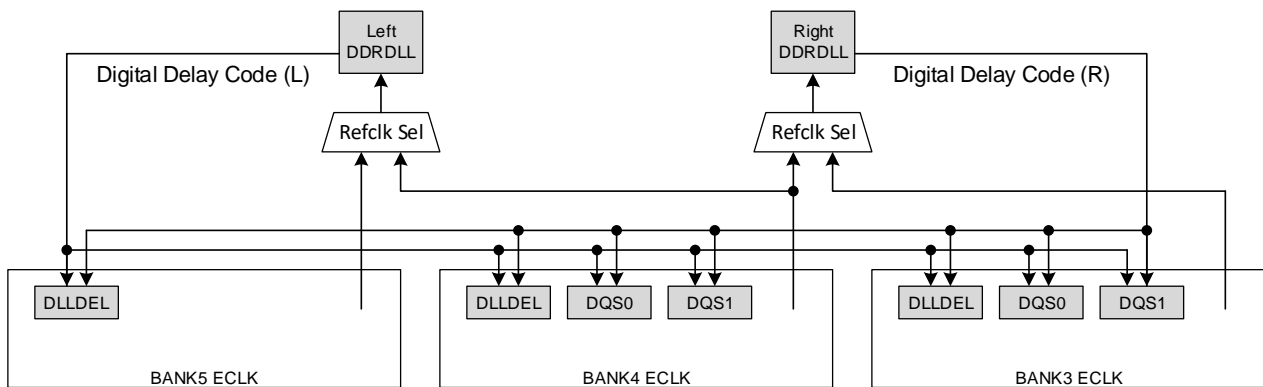 Left
DDRDLL
Right
DDRDLL
Digital Delay Code (L)
Digital Delay Code (R)
Refclk Sel
Refclk Sel
DLLDEL
DLLDEL
DQS0
DQS1
DLLDEL
DQS0
DQS1
BANK5 ECLK
BANK4 ECLK
BANK3 ECLK